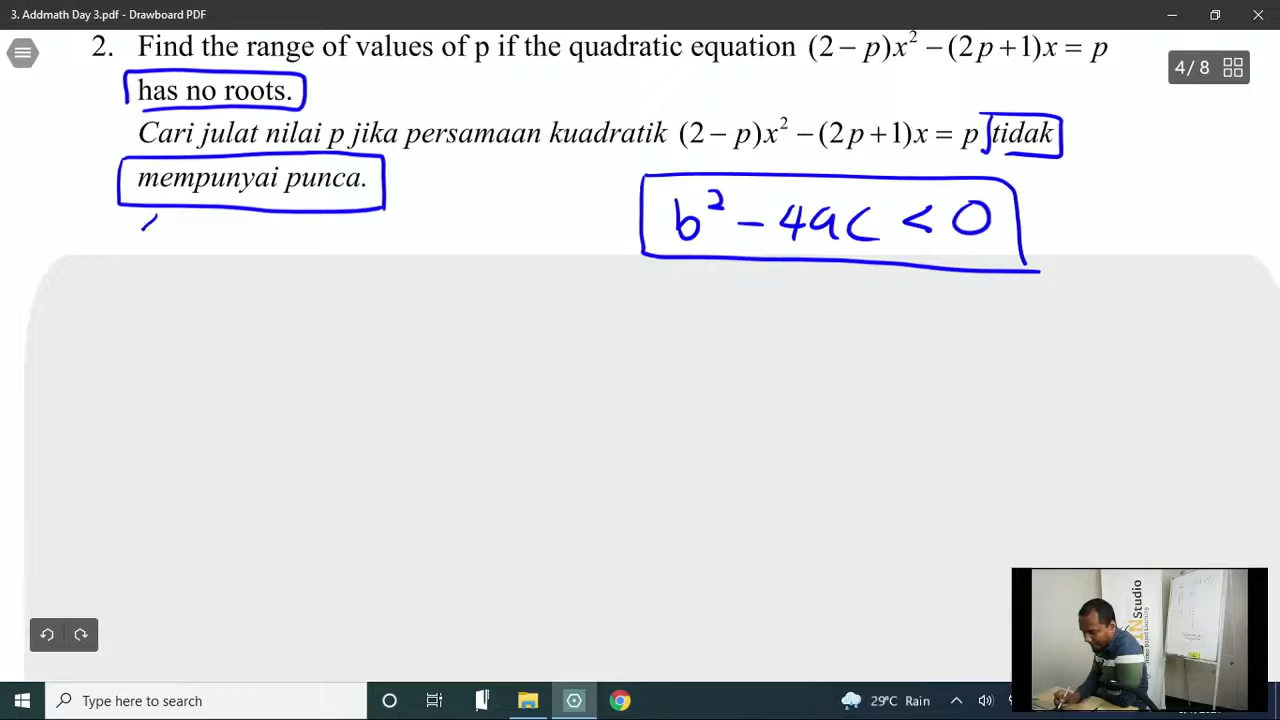 3. Addmath Day 3.pdf - Drawboard PDF
2. Find the range of values of p if the quadratic equation (2 − p)x² − (2p + 1)x = p
4 / 8
has no roots.
Cari julat nilai p jika persamaan kuadratik (2 − p)x² − (2p + 1)x = p tidak
mempunyai punca.
b² − 4ac < 0
Studio
Type here to search
29°C Rain